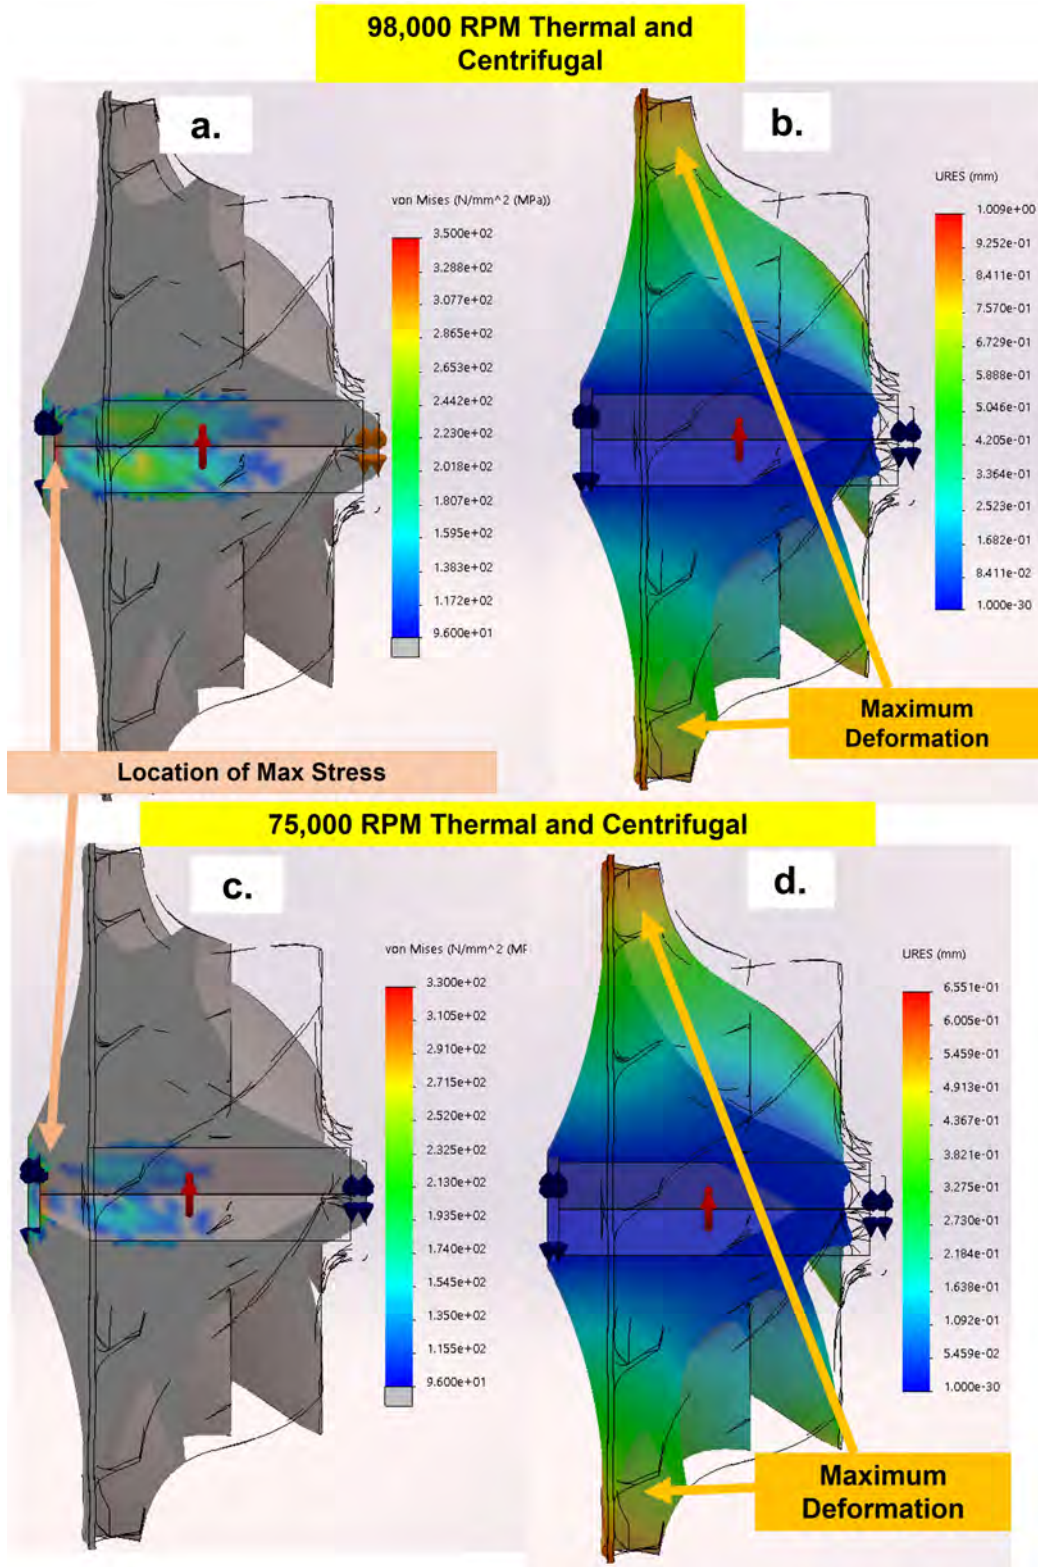 98,000 RPM Thermal and
Centrifugal
a.
b.
von Mises (N/mm^2 (MPa))
3.500e+02
3.288e+02
3.077e+02
2.865e+02
2.653e+02
2.442e+02
2.230e+02
2.018e+02
1.807e+02
1.595e+02
1.383e+02
1.172e+02
9.600e+01
URES (mm)
1.009e+00
9.252e-01
8.411e-01
7.570e-01
6.729e-01
5.888e-01
5.046e-01
4.205e-01
3.364e-01
2.523e-01
1.682e-01
8.411e-02
1.000e-30
Maximum
Deformation
Location of Max Stress
75,000 RPM Thermal and Centrifugal
c.
d.
von Mises (N/mm^2 (MF
3.300e+02
3.105e+02
2.910e+02
2.715e+02
2.520e+02
2.325e+02
2.130e+02
1.935e+02
1.740e+02
1.545e+02
1.350e+02
1.155e+02
9.600e+01
URES (mm)
6.551e-01
6.005e-01
5.459e-01
4.913e-01
4.367e-01
3.821e-01
3.275e-01
2.730e-01
2.184e-01
1.638e-01
1.092e-01
5.459e-02
1.000e-30
Maximum
Deformation